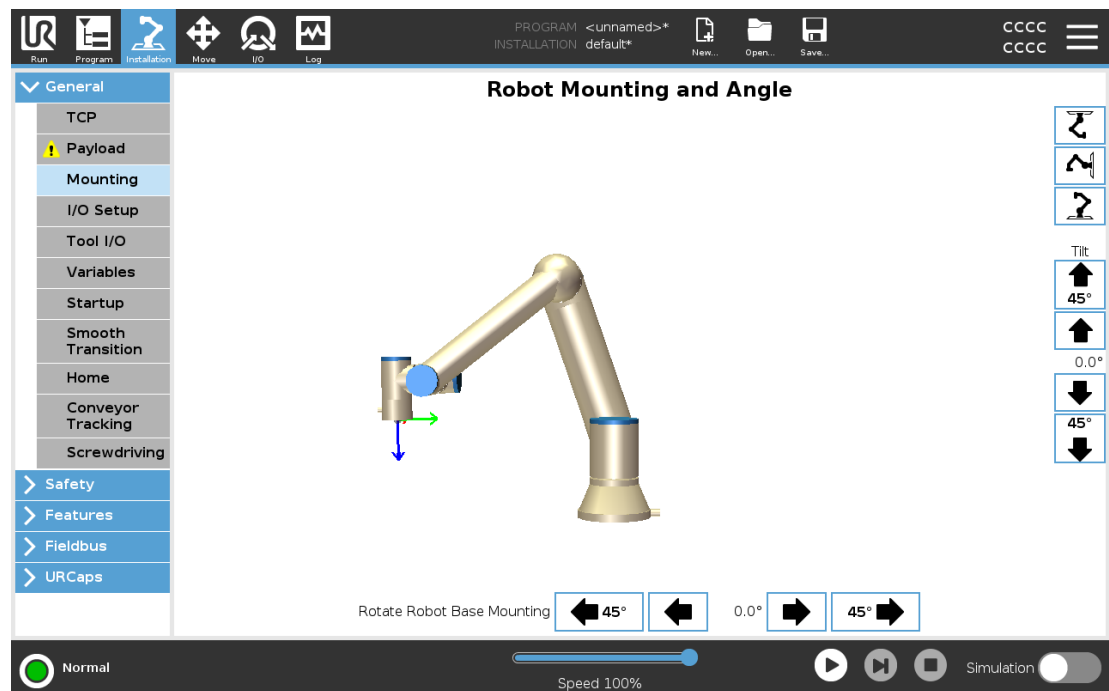 PROGRAM <unnamed>*
INSTALLATION default*
CCCC
CCCC
Run
Program
Installation
Move
I/O
Log
New...
Open...
Save...
General
TCP
Payload
Mounting
I/O Setup
Tool I/O
Variables
Startup
Smooth
Transition
Home
Conveyor
Tracking
Screwdriving
Safety
Features
Fieldbus
URCaps
Robot Mounting and Angle
Tilt
45°
0.0°
45°
Rotate Robot Base Mounting
45°
0.0°
45°
Normal
Speed 100%
Simulation